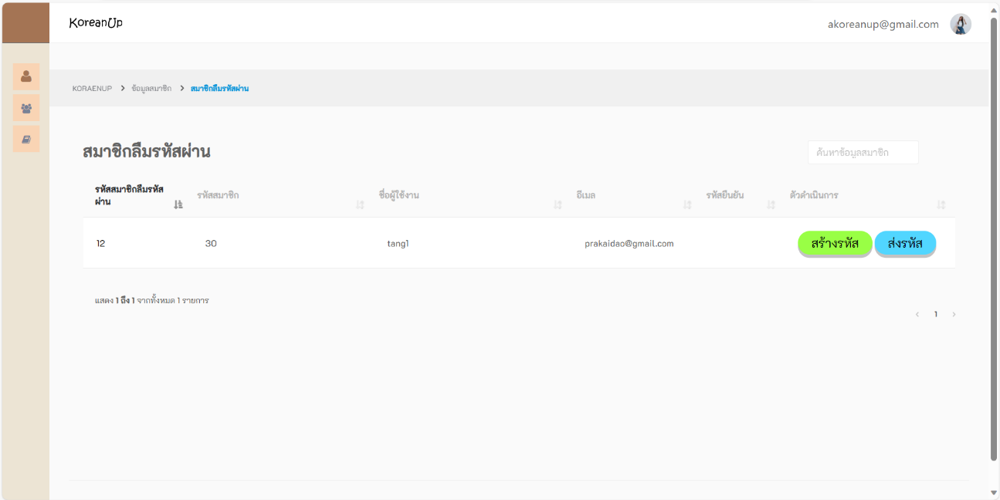 KoreanUp
akoreanup@gmail.com
KORAENUP > ข้อมูลสมาชิก > สมาชิกลืมรหัสผ่าน
สมาชิกลืมรหัสผ่าน
ค้นหาข้อมูลสมาชิก
รหัสสมาชิกลืมรหัส
ผ่าน
รหัสสมาชิก
ชื่อผู้ใช้งาน
อีเมล
รหัสยืนยัน
ตัวดำเนินการ
12
30
tang1
prakaidao@gmail.com
สร้างรหัส
ส่งรหัส
แสดง 1 ถึง 1 จากทั้งหมด 1 รายการ
< 1 >